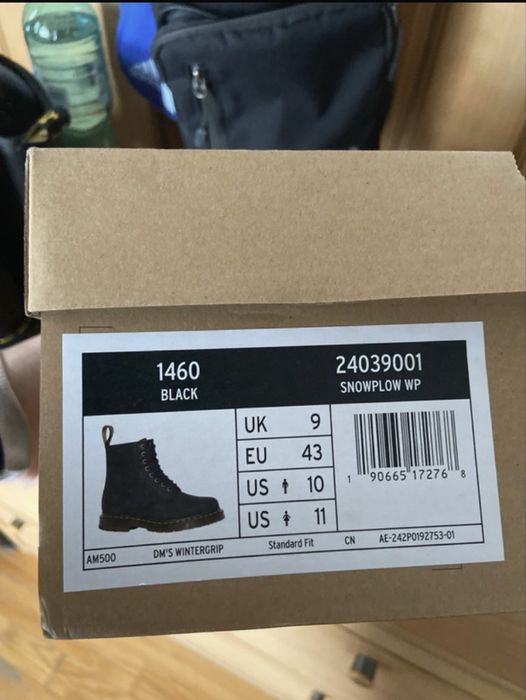 1460
BLACK
24039001
SNOWPLOW WP
UK 9
EU 43
US 10
US 11
1 90665 17276 8
AM500 DM'S WINTERGRIP Standard Fit CN AE-242P0192753-01